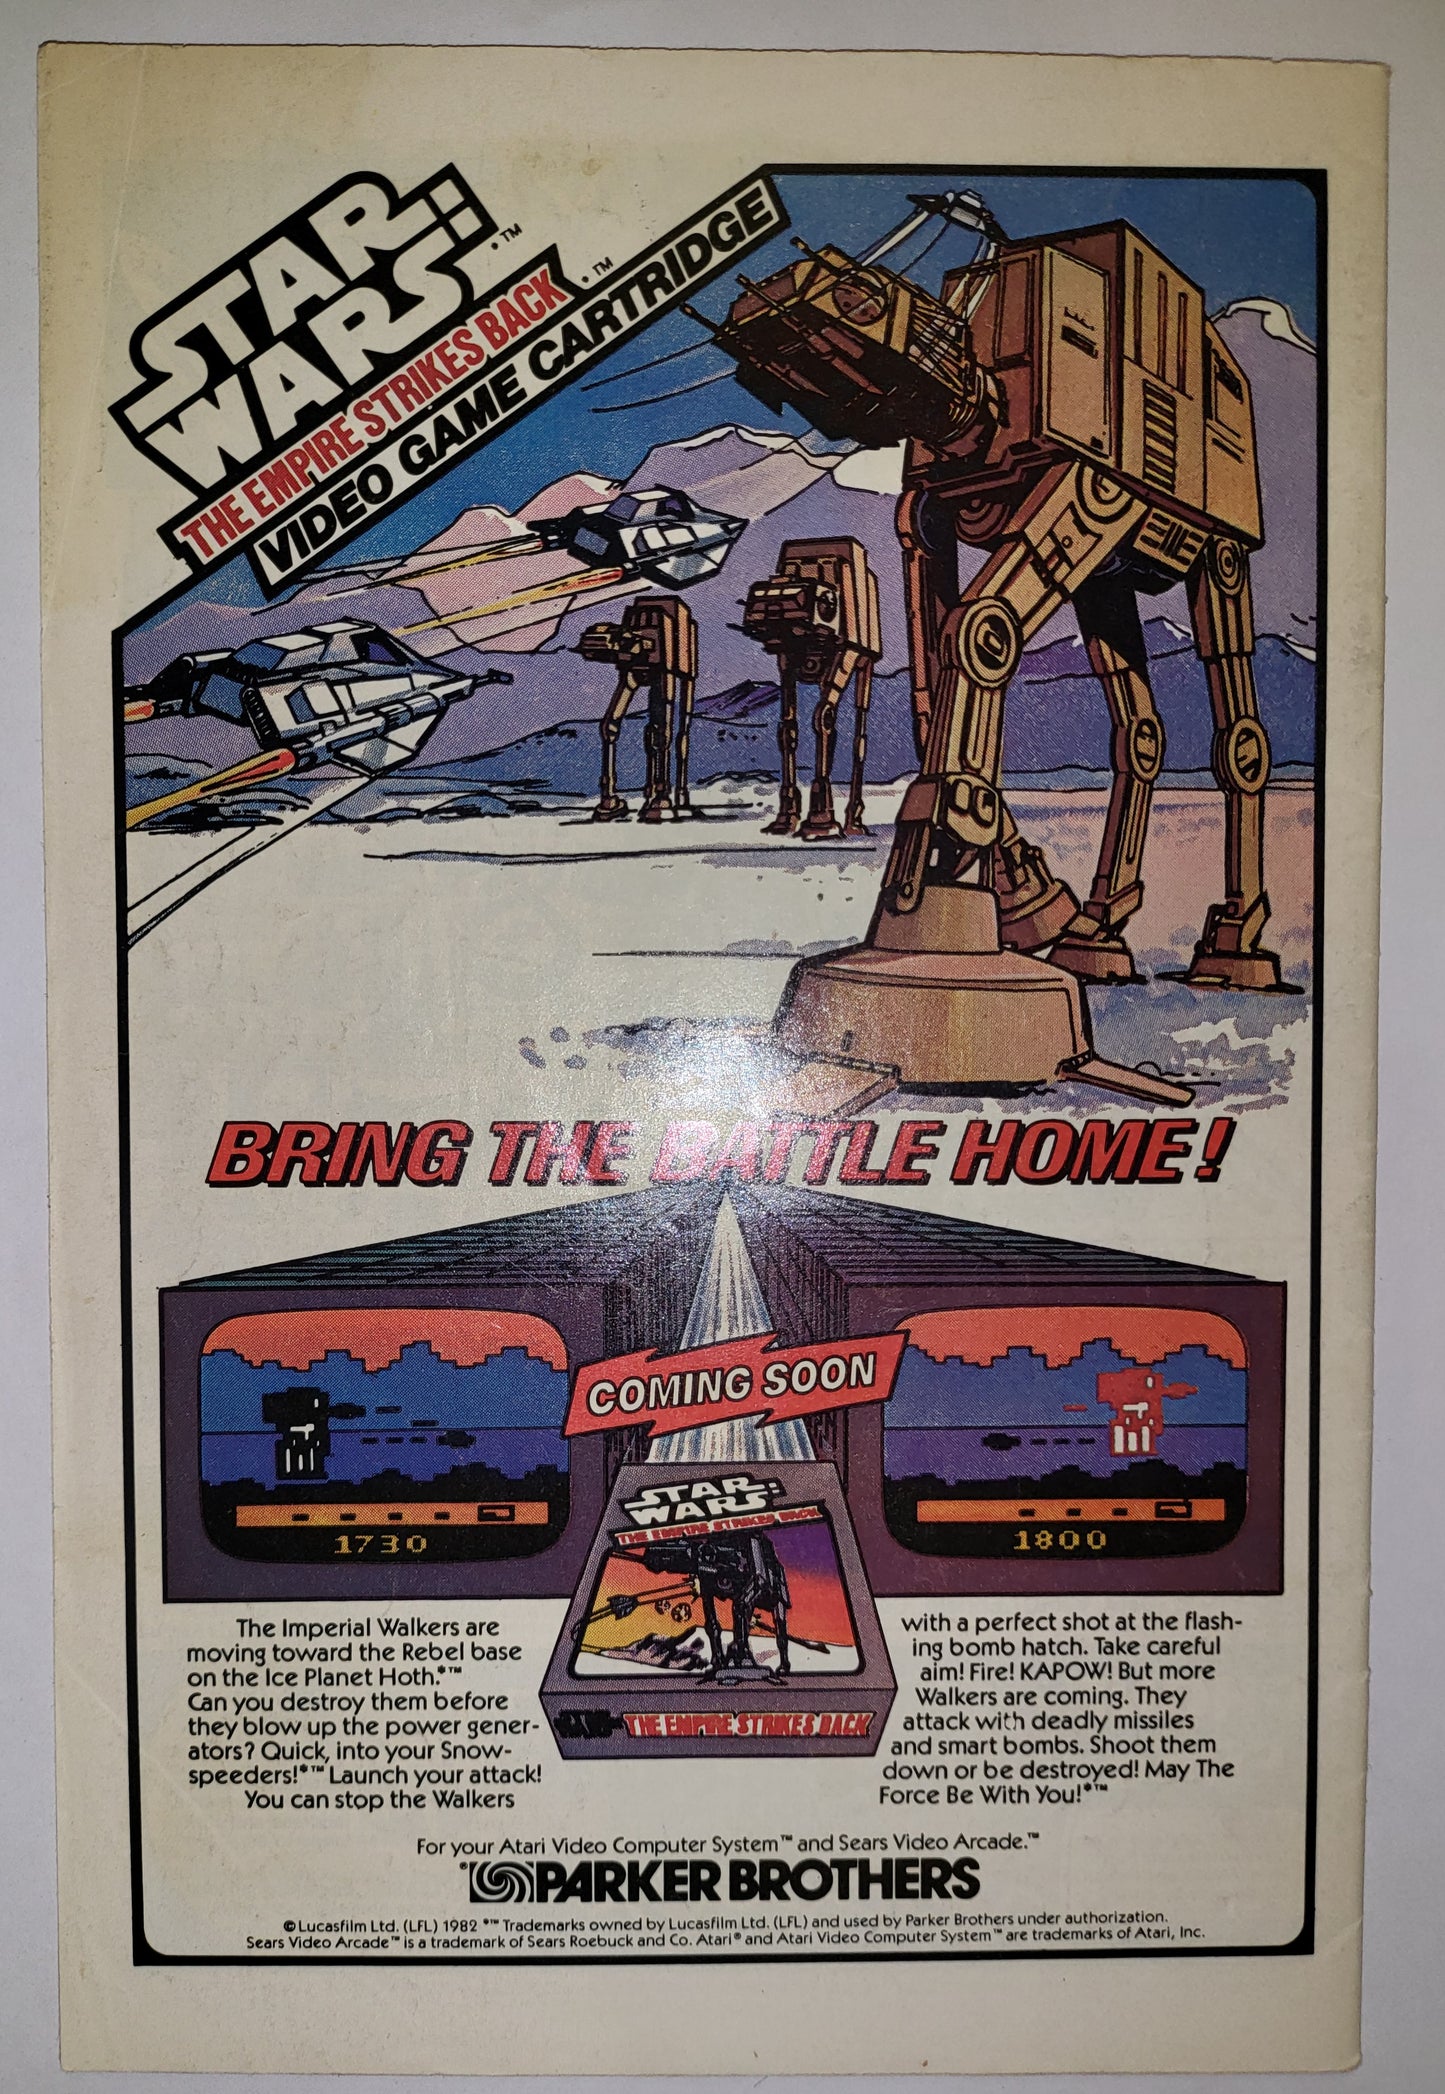 STAR
WARS
•™
THE EMPIRE STRIKES BACK
•™
VIDEO GAME CARTRIDGE
BRING THE BATTLE HOME!
COMING SOON
1730
1800
STAR
WARS
THE EMPIRE STRIKES BACK
THE EMPIRE STRIKES BACK
The Imperial Walkers are
moving toward the Rebel base
on the Ice Planet Hoth.•™
Can you destroy them before
they blow up the power gener-
ators? Quick, into your Snow-
speeders!•™ Launch your attack!
You can stop the Walkers
with a perfect shot at the flash-
ing bomb hatch. Take careful
aim! Fire! KAPOW! But more
Walkers are coming. They
attack with deadly missiles
and smart bombs. Shoot them
down or be destroyed! May The
Force Be With You!•™
For your Atari Video Computer System™ and Sears Video Arcade.™
® PARKER BROTHERS
© Lucasfilm Ltd. (LFL) 1982 •™ Trademarks owned by Lucasfilm Ltd. (LFL) and used by Parker Brothers under authorization.
Sears Video Arcade™ is a trademark of Sears Roebuck and Co. Atari® and Atari Video Computer System™ are trademarks of Atari, Inc.